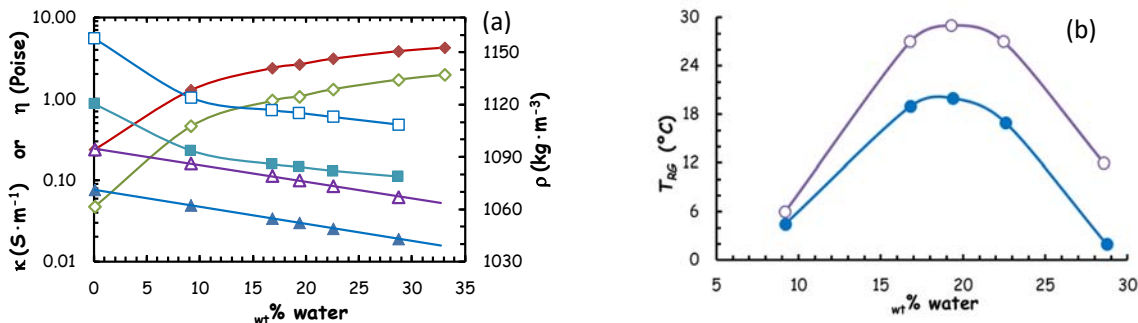 (a)
κ (S·m⁻¹) or η (Poise)
10.00
1.00
0.10
0.01
1150
1120
1090
1060
1030
ρ (kg·m⁻³)
0 5 10 15 20 25 30 35
wt% water
(b)
T_RG (°C)
30
24
18
12
6
0
5 10 15 20 25 30
wt% water